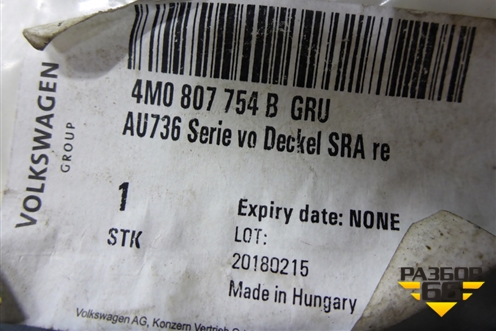 VOLKSWAGEN
GROUP
4M0 807 754 B GRU
AU736 Serie vo Deckel SRA re
1
STK
Expiry date: NONE
LOT:
20180215
Made in Hungary
Volkswagen AG, Konzern Vertrieb
РАЗБОР
66